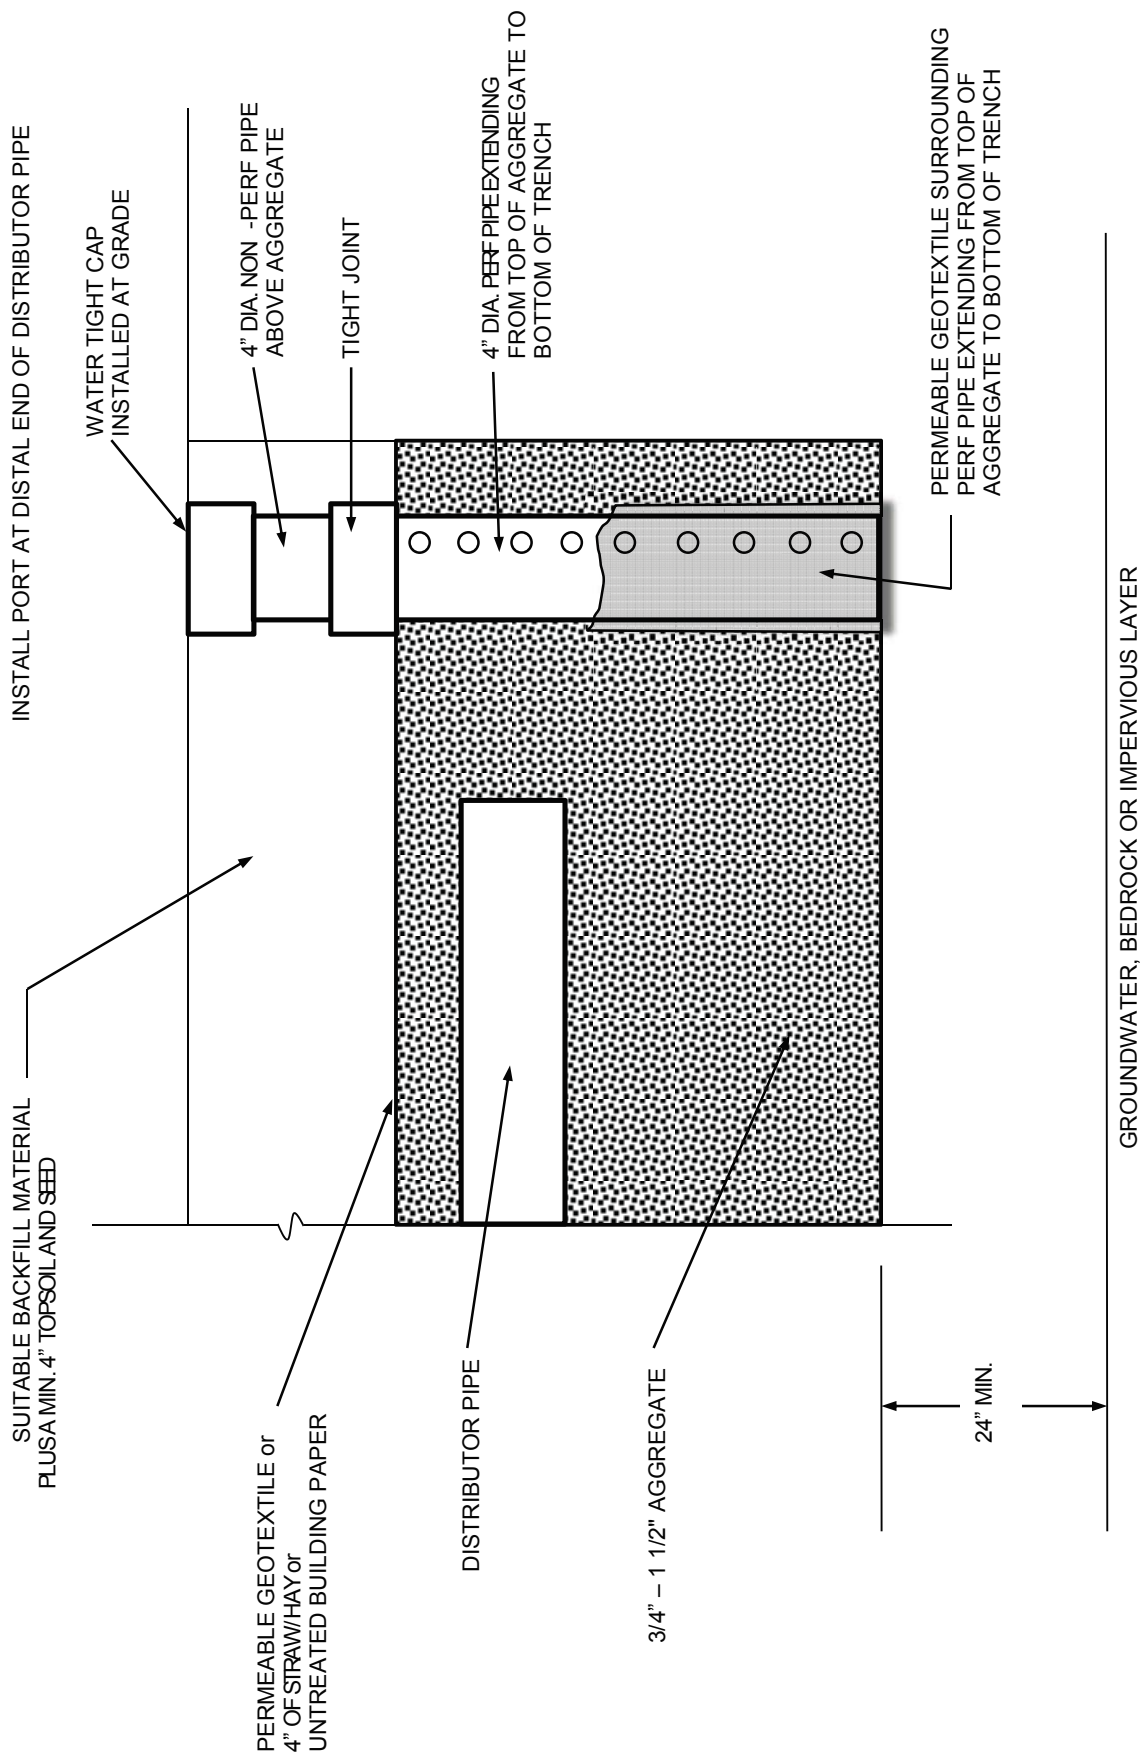 INSTALL PORT AT DISTAL END OF DISTRIBUTOR PIPE
SUITABLE BACKFILL MATERIAL
PLUS A MIN. 4” TOPSOIL AND SEED
WATER TIGHT CAP
INSTALLED AT GRADE
4” DIA. NON -PERF PIPE
ABOVE AGGREGATE
TIGHT JOINT
4” DIA. PERF PIPE EXTENDING
FROM TOP OF AGGREGATE TO
BOTTOM OF TRENCH
PERMEABLE GEOTEXTILE or
4” OF STRAW/HAY or
UNTREATED BUILDING PAPER
DISTRIBUTOR PIPE
3/4” – 1 1/2" AGGREGATE
PERMEABLE GEOTEXTILE SURROUNDING
PERF PIPE EXTENDING FROM TOP OF
AGGREGATE TO BOTTOM OF TRENCH
24” MIN.
GROUNDWATER, BEDROCK OR IMPERVIOUS LAYER